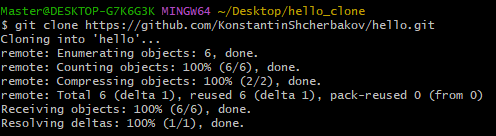 Master@DESKTOP-G7K6G3K MINGW64 ~/Desktop/hello_clone
$ git clone https://github.com/KonstantinShcherbakov/hello.git
Cloning into 'hello'...
remote: Enumerating objects: 6, done.
remote: Counting objects: 100% (6/6), done.
remote: Compressing objects: 100% (2/2), done.
remote: Total 6 (delta 1), reused 6 (delta 1), pack-reused 0 (from 0)
Receiving objects: 100% (6/6), done.
Resolving deltas: 100% (1/1), done.